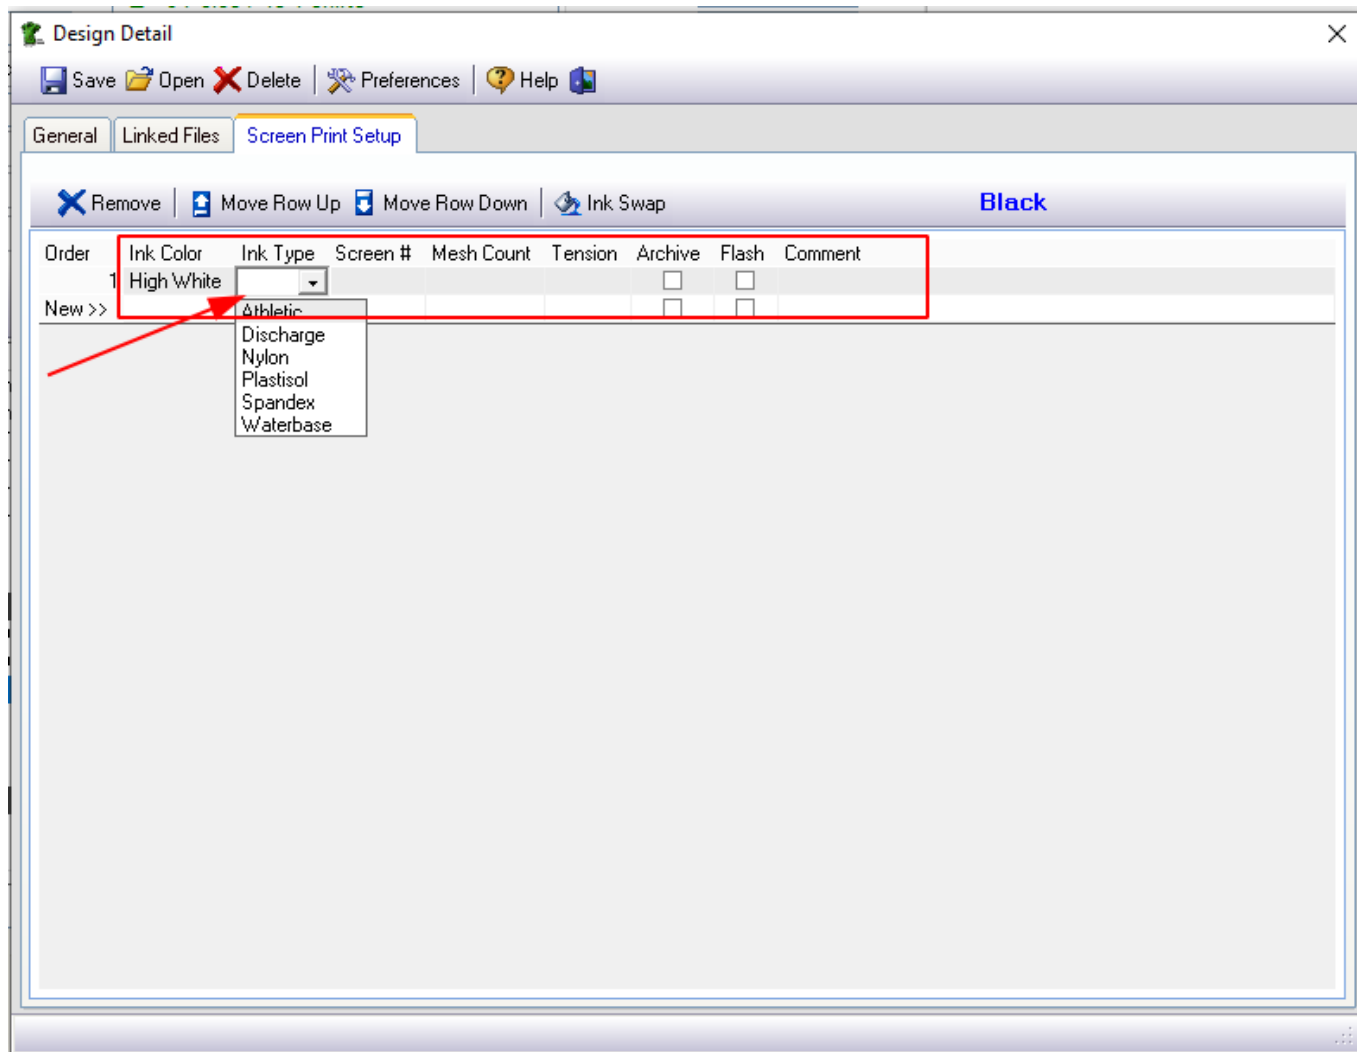 Design Detail
Save Open Delete Preferences Help
General Linked Files Screen Print Setup
Remove Move Row Up Move Row Down Ink Swap Black
Order Ink Color Ink Type Screen # Mesh Count Tension Archive Flash Comment
1 High White
New >> Athletic
Discharge
Nylon
Plastisol
Spandex
Waterbase